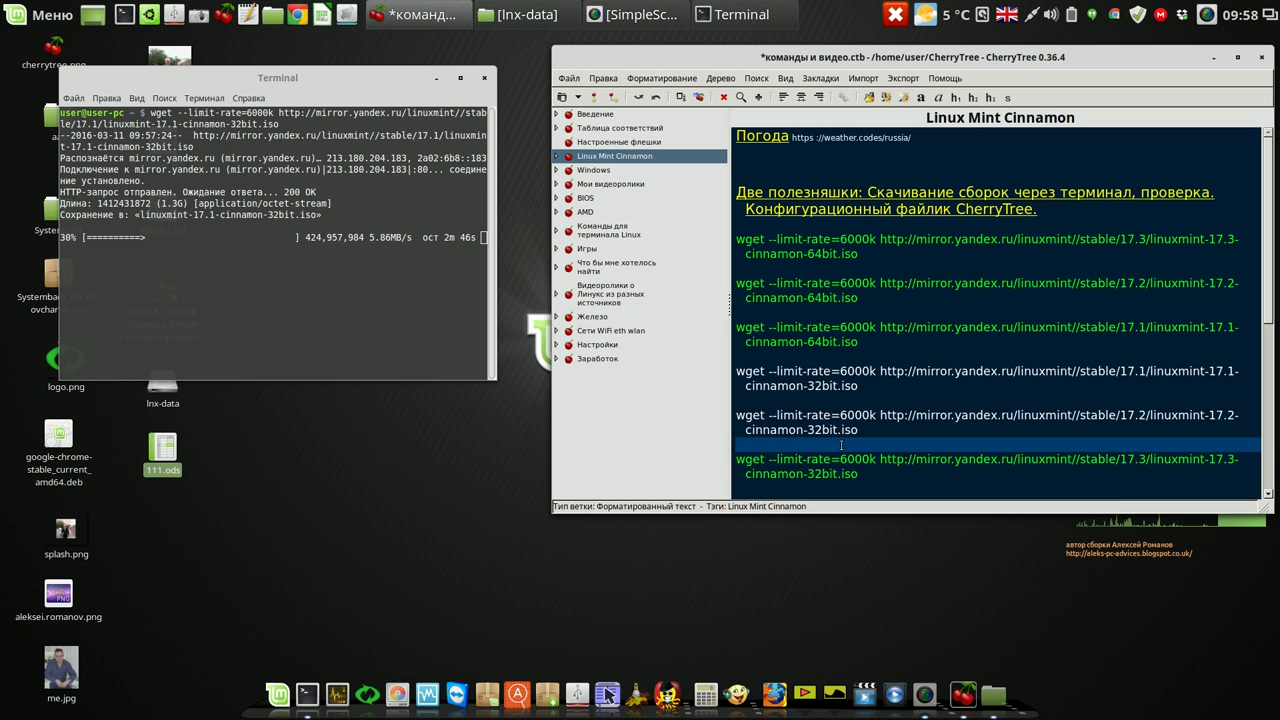 Меню
*команд...
[lnx-data]
[SimpleSc...
Terminal
5 °C
09:58
cherrytree.png
Terminal
Файл Правка Вид Поиск Терминал Справка
user@user-pc ~ $ wget --limit-rate=6000k http://mirror.yandex.ru/linuxmint//stab
le/17.1/linuxmint-17.1-cinnamon-32bit.iso
--2016-03-11 09:57:24-- http://mirror.yandex.ru/linuxmint//stable/17.1/linuxmin
t-17.1-cinnamon-32bit.iso
Распознаётся mirror.yandex.ru (mirror.yandex.ru)… 213.180.204.183, 2a02:6b8::183
Подключение к mirror.yandex.ru (mirror.yandex.ru)|213.180.204.183|:80... соедине
ние установлено.
HTTP-запрос отправлен. Ожидание ответа... 200 OK
Длина: 1412431872 (1.3G) [application/octet-stream]
Сохранение в: «linuxmint-17.1-cinnamon-32bit.iso»
30% [==========> ] 424,957,984 5.86MB/s ост 2m 46s
logo.png
lnx-data
google-chrome-
stable_current_
amd64.deb
111.ods
splash.png
aleksei.romanov.png
me.jpg
*команды и видео.ctb - /home/user/CherryTree - CherryTree 0.36.4
Файл Правка Форматирование Дерево Поиск Вид Закладки Импорт Экспорт Помощь
a a h1 h2 h3 s
Введение
Таблица соответствий
Настроенные флешки
Linux Mint Cinnamon
Windows
Мои видеоролики
BIOS
AMD
Команды для
терминала Linux
Игры
Что бы мне хотелось
найти
Видеоролики о
Линукс из разных
источников
Железо
Сети WiFi eth wlan
Настройки
Заработок
Linux Mint Cinnamon
Погода https ://weather.codes/russia/
Две полезняшки: Скачивание сборок через терминал, проверка.
Конфигурационный файлик CherryTree.
wget --limit-rate=6000k http://mirror.yandex.ru/linuxmint//stable/17.3/linuxmint-17.3-
cinnamon-64bit.iso
wget --limit-rate=6000k http://mirror.yandex.ru/linuxmint//stable/17.2/linuxmint-17.2-
cinnamon-64bit.iso
wget --limit-rate=6000k http://mirror.yandex.ru/linuxmint//stable/17.1/linuxmint-17.1-
cinnamon-64bit.iso
wget --limit-rate=6000k http://mirror.yandex.ru/linuxmint//stable/17.1/linuxmint-17.1-
cinnamon-32bit.iso
wget --limit-rate=6000k http://mirror.yandex.ru/linuxmint//stable/17.2/linuxmint-17.2-
cinnamon-32bit.iso
wget --limit-rate=6000k http://mirror.yandex.ru/linuxmint//stable/17.3/linuxmint-17.3-
cinnamon-32bit.iso
Тип ветки: Форматированный текст - Тэги: Linux Mint Cinnamon
автор сборки Алексей Романов
http://aleks-pc-advices.blogspot.co.uk/